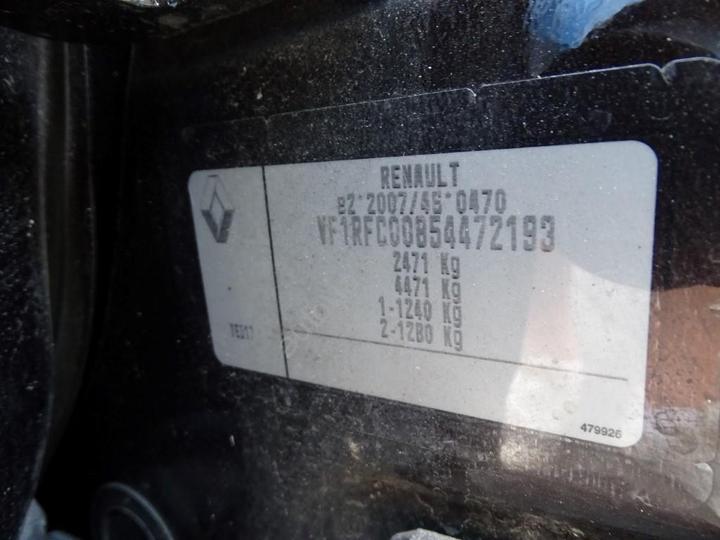 RENAULT
e2*2007/46*0470
VF1RFC00854472193
2471 Kg
4471 Kg
1-1240 Kg
2-1280 Kg
479926